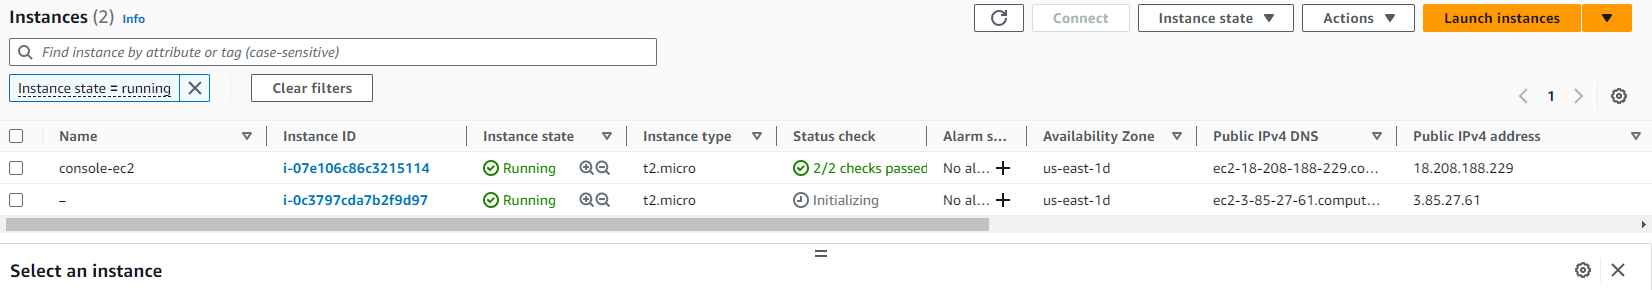 Instances (2) Info
Connect Instance state Actions Launch instances
Find instance by attribute or tag (case-sensitive)
Instance state = running Clear filters
1
Name Instance ID Instance state Instance type Status check Alarm s... Availability Zone Public IPv4 DNS Public IPv4 address
console-ec2 i-07e106c86c3215114 Running t2.micro 2/2 checks passed No al... us-east-1d ec2-18-208-188-229.co... 18.208.188.229
– i-0c3797cda7b2f9d97 Running t2.micro Initializing No al... us-east-1d ec2-3-85-27-61.comput... 3.85.27.61
Select an instance